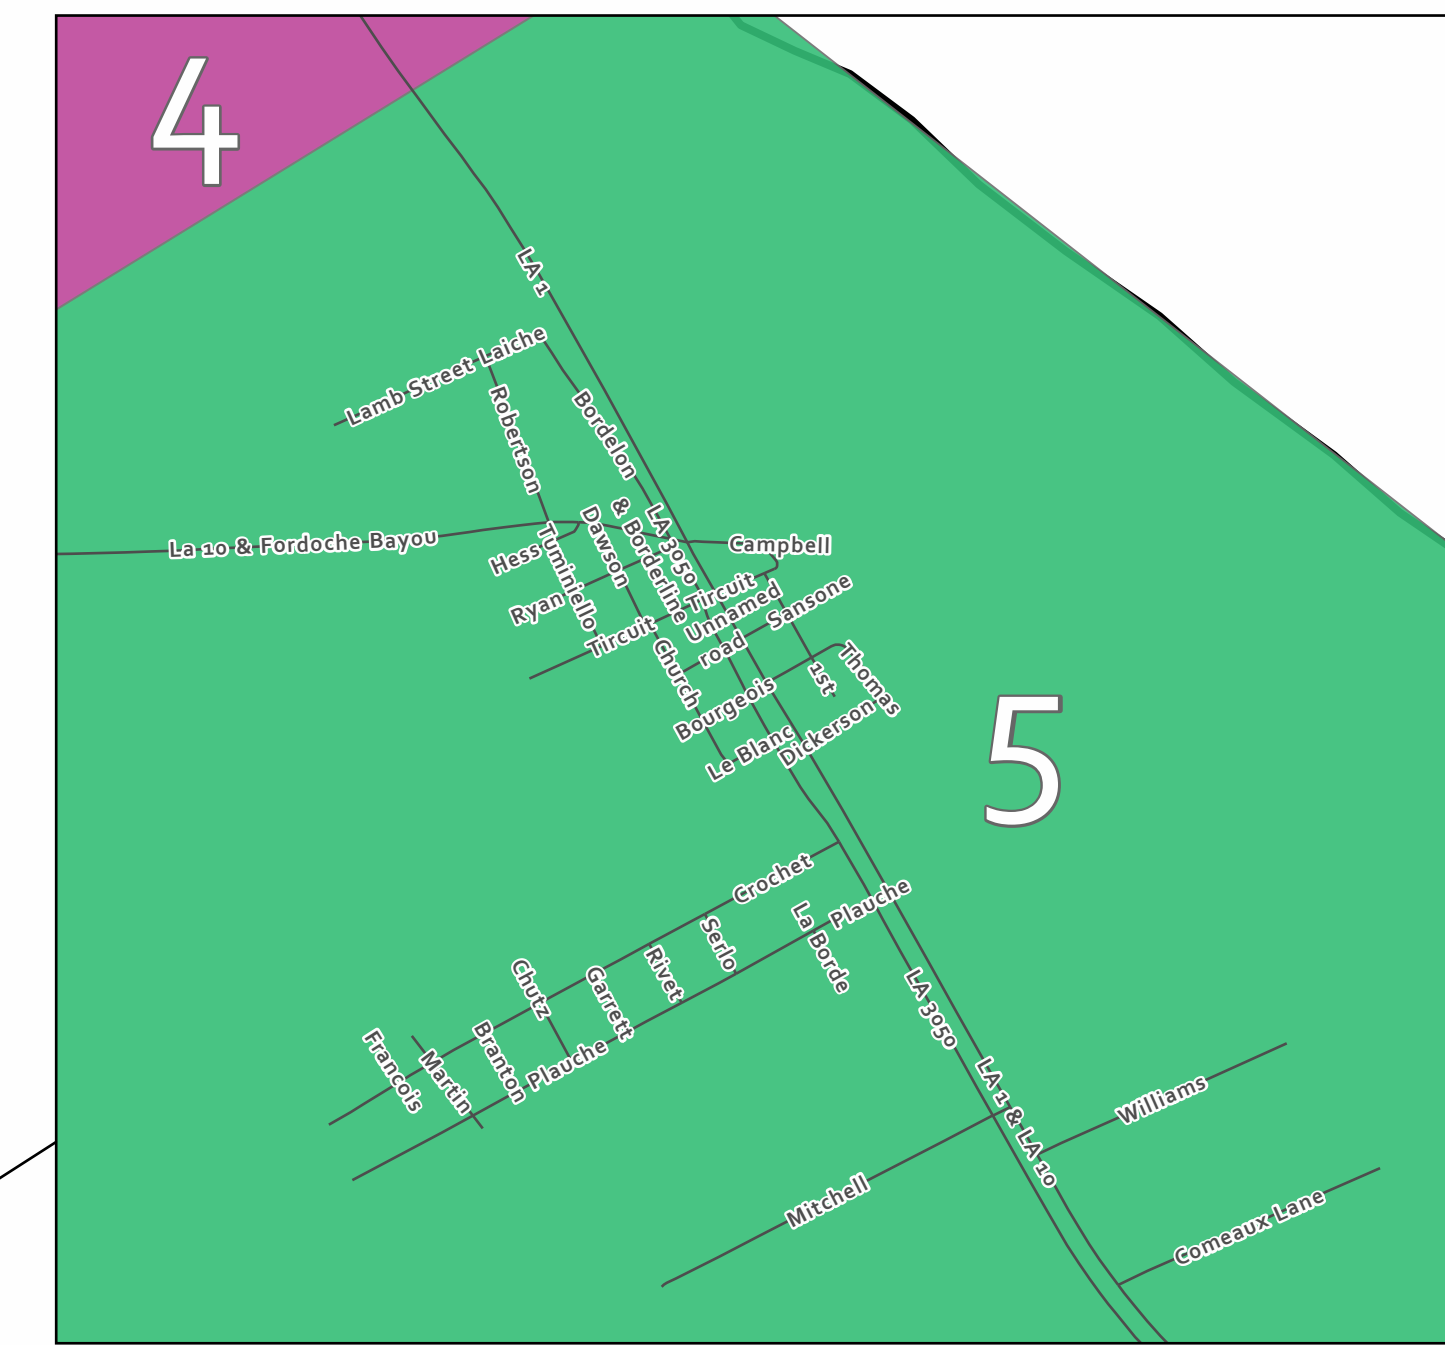 4
LA 1
Lamb Street Laiche
Robertson
Bordelon
& Borderline
LA 3050
Dawson
La 10 & Fordoche Bayou
Hess
Tuminiello
Campbell
Ryan
Tircuit
Tircuit
Unnamed
road
Sansone
Church
1st
Thomas
Bourgeois
Le Blanc
Dickerson
5
Crochet
Plauche
La Borde
Serlo
Rivet
Garrett
Chutz
Branton
Plauche
Martin
Francois
LA 3050
LA 1 & LA 10
Williams
Mitchell
Comeaux Lane